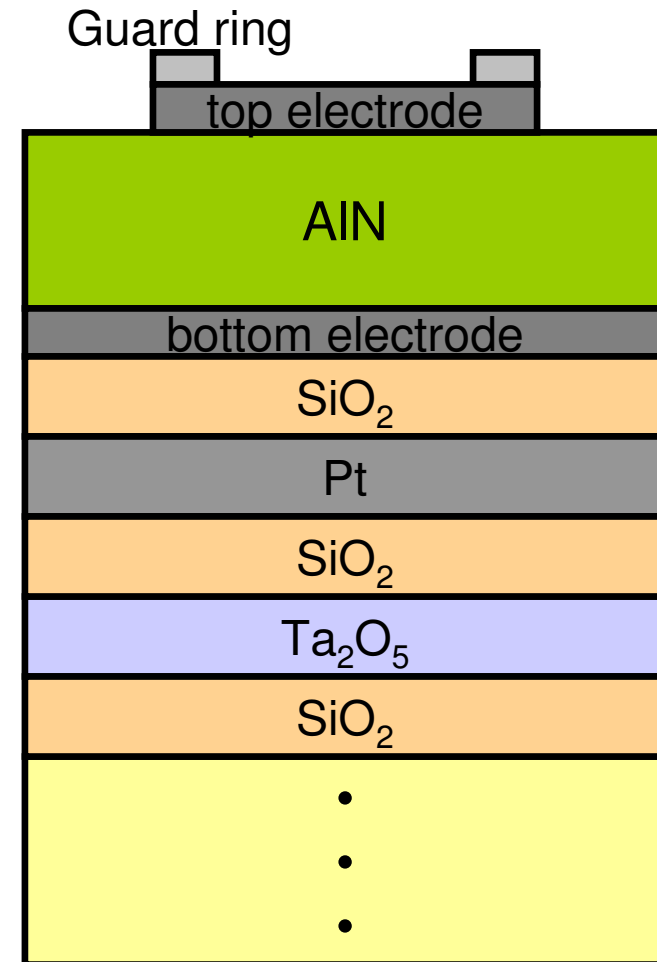 Guard ring
top electrode
AlN
bottom electrode
SiO₂
Pt
SiO₂
Ta₂O₅
SiO₂